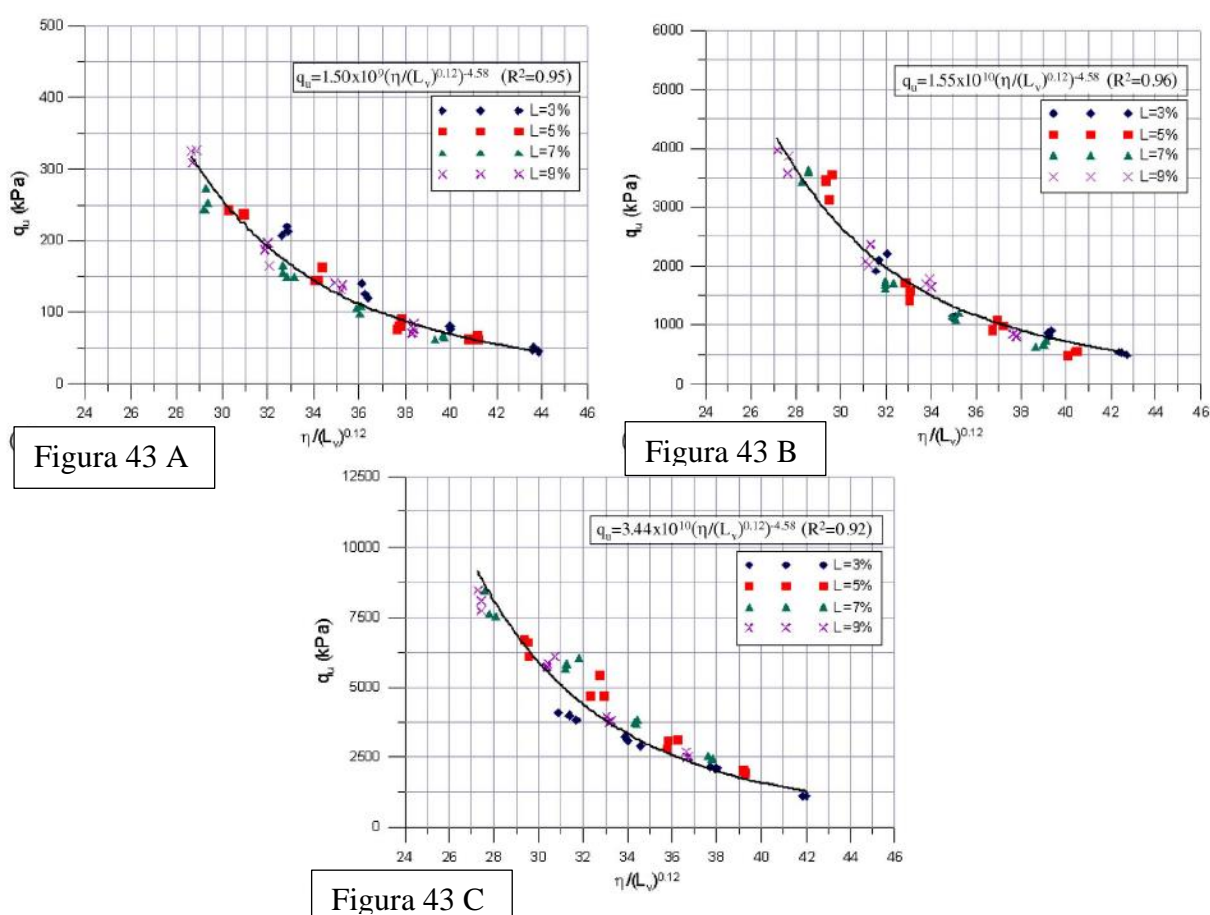 500
400
300
200
100
0
q_u (kPa)
q_u=1.50x10^9(η/(L_v)^0.12)^-4.58 (R^2=0.95)
L=3%
L=5%
L=7%
L=9%
24 26 28 30 32 34 36 38 40 42 44 46
η/(L_v)^0.12
Figura 43 A
6000
5000
4000
3000
2000
1000
0
q_u (kPa)
q_u=1.55x10^10(η/(L_v)^0.12)^-4.58 (R^2=0.96)
L=3%
L=5%
L=7%
L=9%
24 26 28 30 32 34 36 38 40 42 44 46
η/(L_v)^0.12
Figura 43 B
12500
10000
7500
5000
2500
0
q_u (kPa)
q_u=3.44x10^10(η/(L_v)^0.12)^-4.58 (R^2=0.92)
L=3%
L=5%
L=7%
L=9%
24 26 28 30 32 34 36 38 40 42 44 46
η/(L_v)^0.12
Figura 43 C